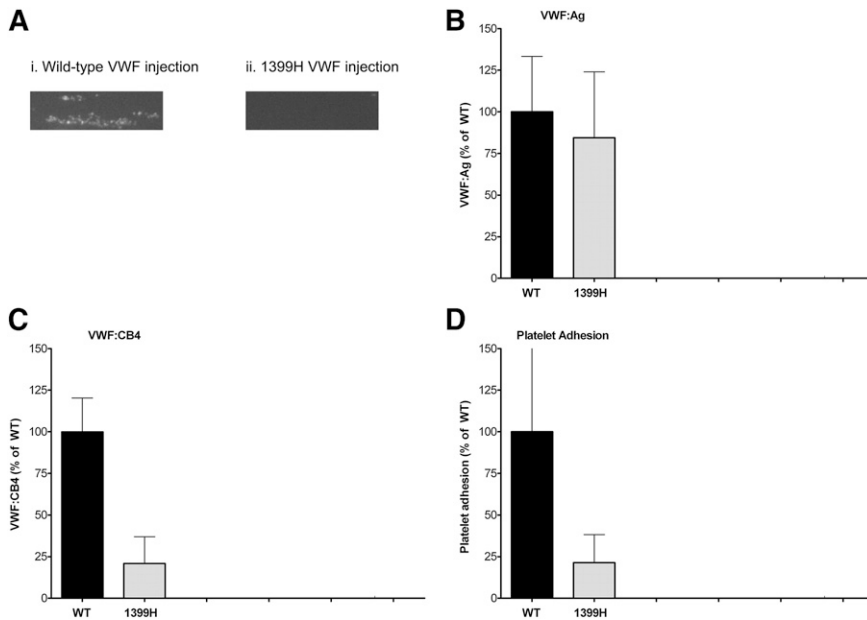 A
i. Wild-type VWF injection
ii. 1399H VWF injection
B
VWF:Ag
VWF:Ag (% of WT)
150
125
100
75
50
25
0
WT
1399H
C
VWF:CB4
VWF:CB4 (% of WT)
150
125
100
75
50
25
0
WT
1399H
D
Platelet Adhesion
Platelet adhesion (% of WT)
150
125
100
75
50
25
0
WT
1399H